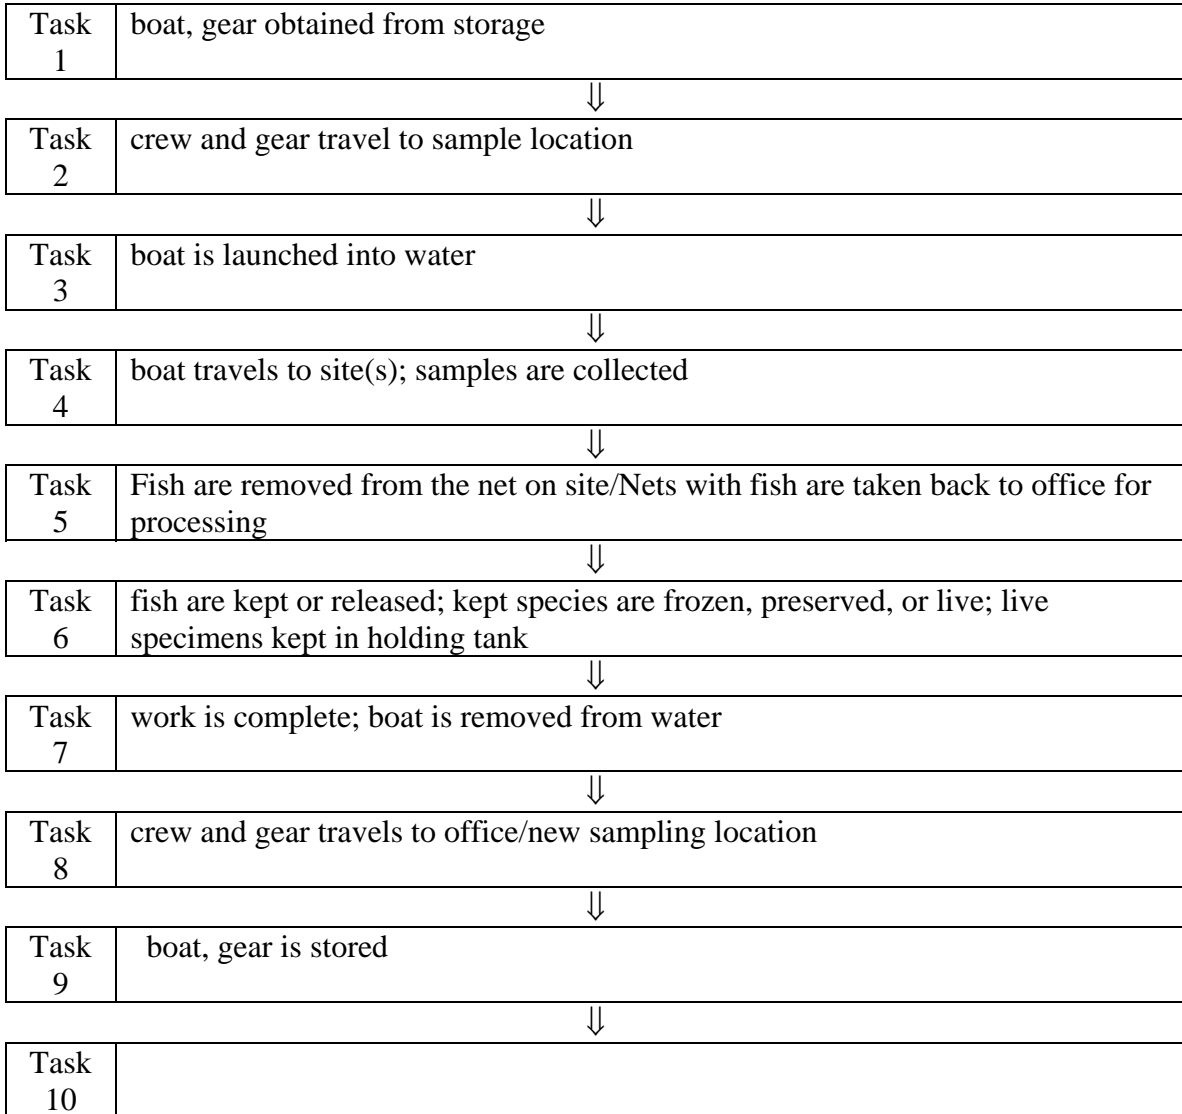 Task boat, gear obtained from storage
1
⇓
Task crew and gear travel to sample location
2
⇓
Task boat is launched into water
3
⇓
Task boat travels to site(s); samples are collected
4
⇓
Task Fish are removed from the net on site/Nets with fish are taken back to office for
5 processing
⇓
Task fish are kept or released; kept species are frozen, preserved, or live; live
6 specimens kept in holding tank
⇓
Task work is complete; boat is removed from water
7
⇓
Task crew and gear travels to office/new sampling location
8
⇓
Task boat, gear is stored
9
⇓
Task
10